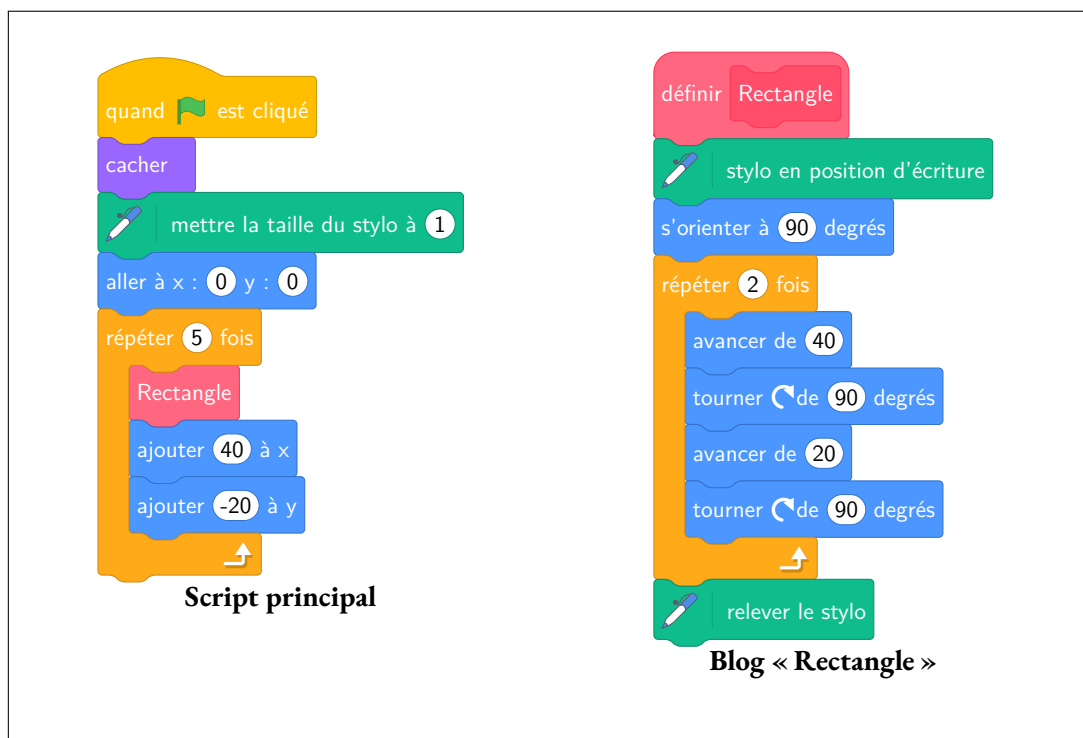 quand est cliqué
cacher
mettre la taille du stylo à 1
aller à x : 0 y : 0
répéter 5 fois
Rectangle
ajouter 40 à x
ajouter -20 à y
Script principal
définir Rectangle
stylo en position d'écriture
s'orienter à 90 degrés
répéter 2 fois
avancer de 40
tourner de 90 degrés
avancer de 20
tourner de 90 degrés
relever le stylo
Blog « Rectangle »